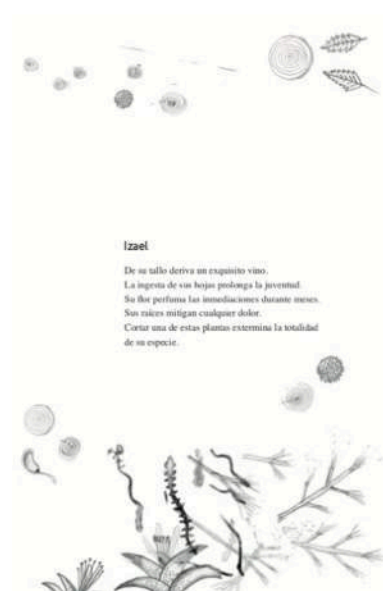 Izael
De su tallo deriva un exquisito vino.
La ingesta de sus hojas prolonga la juventud.
Su flor perfuma las inmediaciones durante meses.
Sus raíces mitigan cualquier dolor.
Cortar una de estas plantas extermina la totalidad
de su especie.